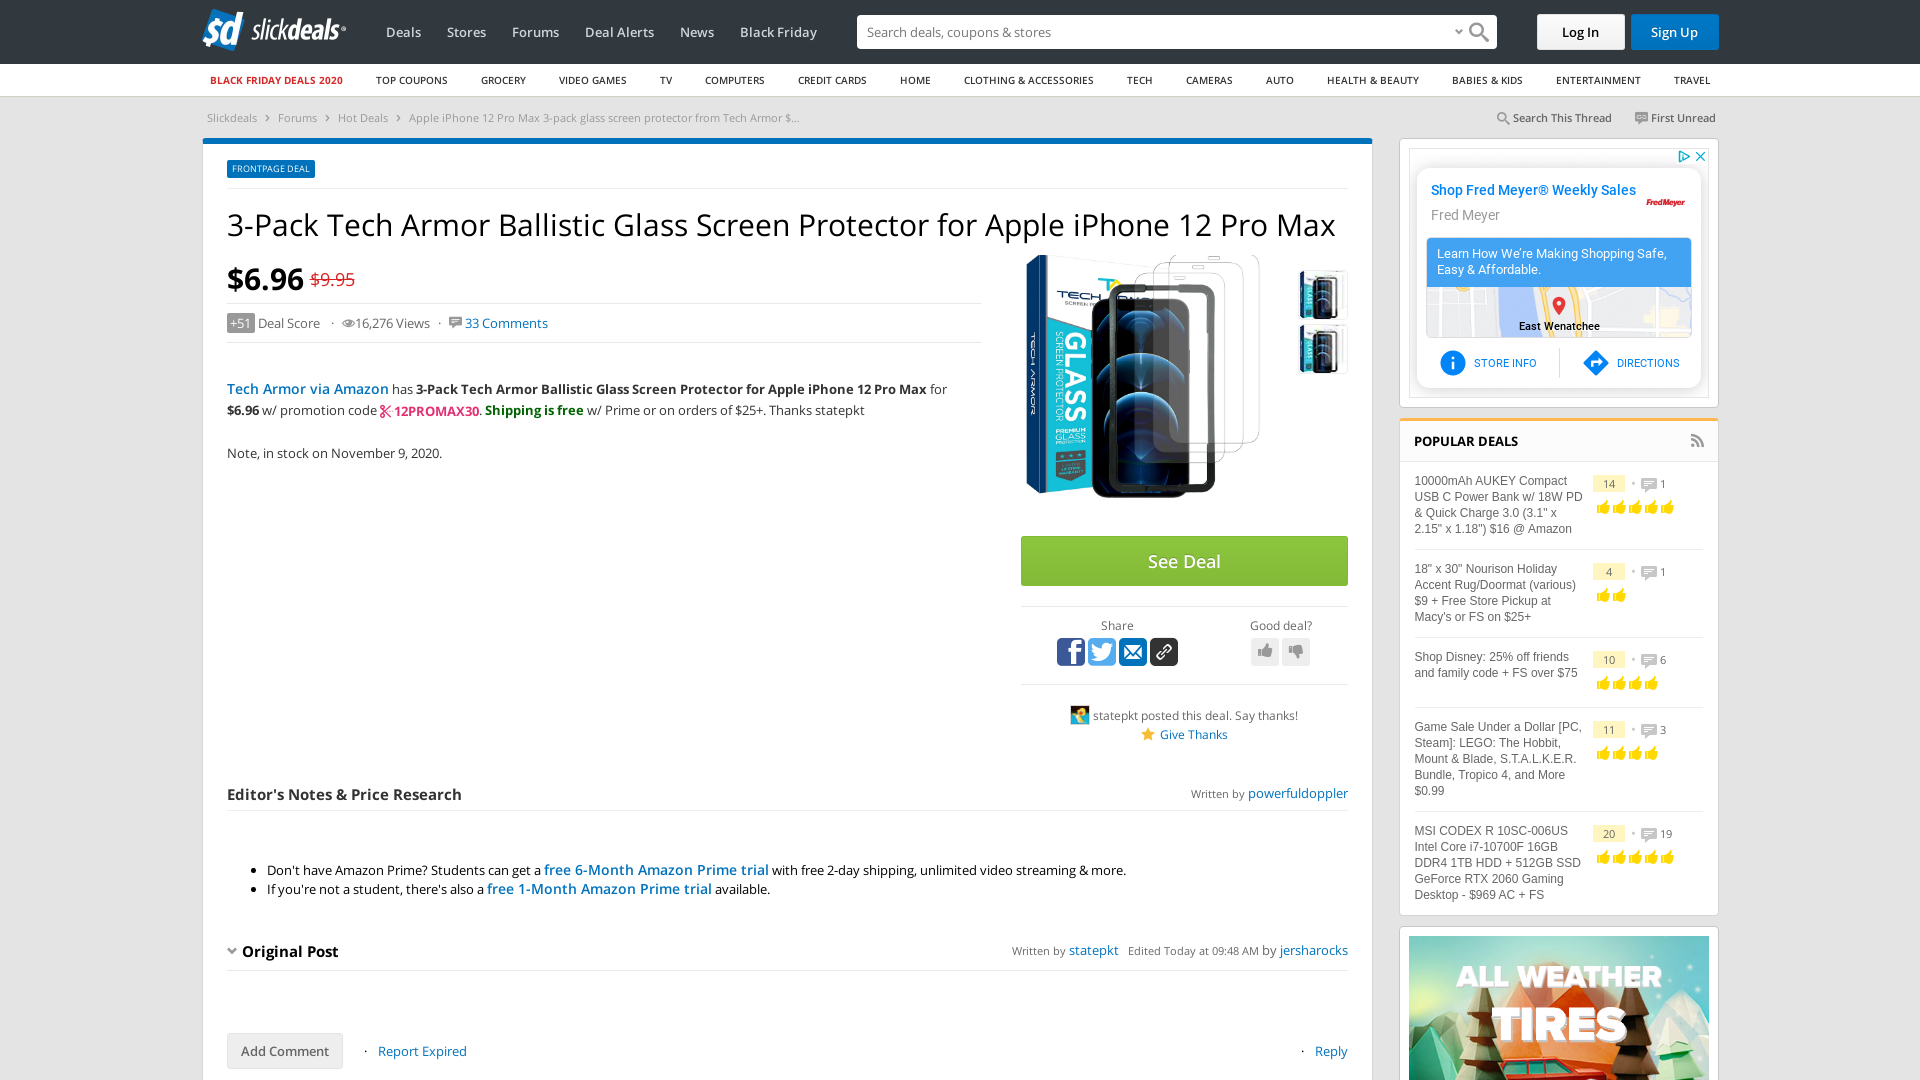 sd slickdeals
Deals
Stores
Forums
Deal Alerts
News
Black Friday
Search deals, coupons & stores
Log In
Sign Up
BLACK FRIDAY DEALS 2020
TOP COUPONS
GROCERY
VIDEO GAMES
TV
COMPUTERS
CREDIT CARDS
HOME
CLOTHING & ACCESSORIES
TECH
CAMERAS
AUTO
HEALTH & BEAUTY
BABIES & KIDS
ENTERTAINMENT
TRAVEL
Slickdeals > Forums > Hot Deals > Apple iPhone 12 Pro Max 3-pack glass screen protector from Tech Armor $...
Search This Thread
First Unread
FRONTPAGE DEAL
3-Pack Tech Armor Ballistic Glass Screen Protector for Apple iPhone 12 Pro Max
$6.96 $9.95
+51 Deal Score · 16,276 Views · 33 Comments
Tech Armor via Amazon has 3-Pack Tech Armor Ballistic Glass Screen Protector for Apple iPhone 12 Pro Max for
$6.96 w/ promotion code 12PROMAX30. Shipping is free w/ Prime or on orders of $25+. Thanks statepkt
Note, in stock on November 9, 2020.
GLASS
SCREEN PROTECTOR
TECH ARMOR
See Deal
Share
Good deal?
statepkt posted this deal. Say thanks!
Give Thanks
Editor's Notes & Price Research
Written by powerfuldoppler
• Don't have Amazon Prime? Students can get a free 6-Month Amazon Prime trial with free 2-day shipping, unlimited video streaming & more.
• If you're not a student, there's also a free 1-Month Amazon Prime trial available.
Original Post
Written by statepkt Edited Today at 09:48 AM by jersharocks
Add Comment
· Report Expired
· Reply
Shop Fred Meyer® Weekly Sales
Fred Meyer
FredMeyer
Learn How We're Making Shopping Safe,
Easy & Affordable.
East Wenatchee
STORE INFO
DIRECTIONS
POPULAR DEALS
10000mAh AUKEY Compact
USB C Power Bank w/ 18W PD
& Quick Charge 3.0 (3.1" x
2.15" x 1.18") $16 @ Amazon
14 • 1
18" x 30" Nourison Holiday
Accent Rug/Doormat (various)
$9 + Free Store Pickup at
Macy's or FS on $25+
4 • 1
Shop Disney: 25% off friends
and family code + FS over $75
10 • 6
Game Sale Under a Dollar [PC,
Steam]: LEGO: The Hobbit,
Mount & Blade, S.T.A.L.K.E.R.
Bundle, Tropico 4, and More
$0.99
11 • 3
MSI CODEX R 10SC-006US
Intel Core i7-10700F 16GB
DDR4 1TB HDD + 512GB SSD
GeForce RTX 2060 Gaming
Desktop - $969 AC + FS
20 • 19
ALL WEATHER
TIRES